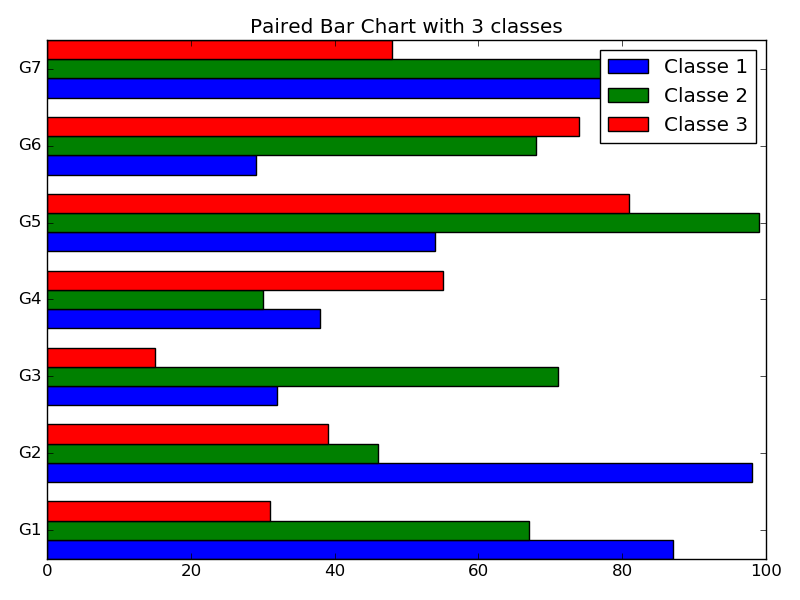 Paired Bar Chart with 3 classes
Classe 1
Classe 2
Classe 3
G7
G6
G5
G4
G3
G2
G1
0 20 40 60 80 100